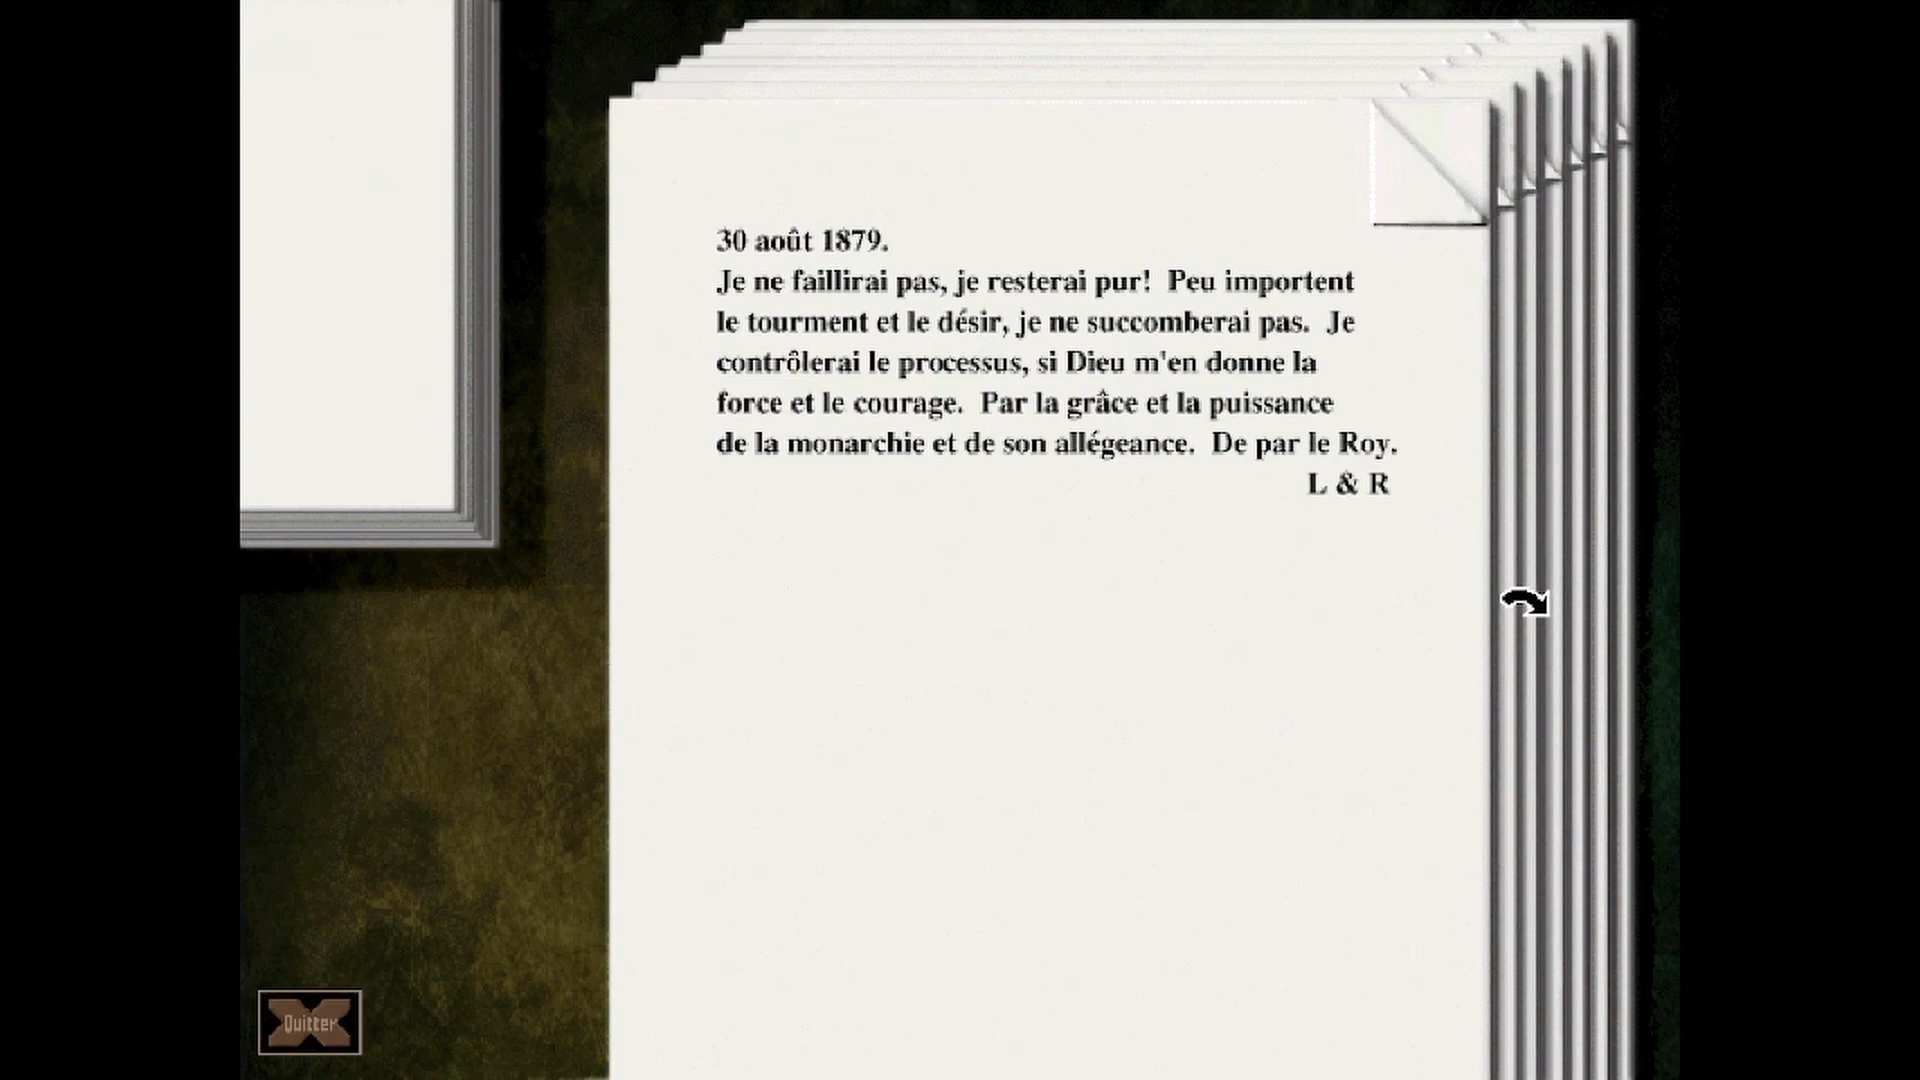 30 août 1879.
Je ne faillirai pas, je resterai pur!  Peu importent
le tourment et le désir, je ne succomberai pas.  Je
contrôlerai le processus, si Dieu m'en donne la
force et le courage.  Par la grâce et la puissance
de la monarchie et de son allégeance.  De par le Roy.
L & R
Quitter